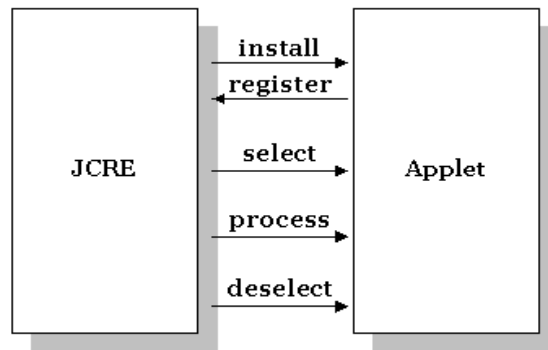 install
register
select
JCRE
Applet
process
deselect